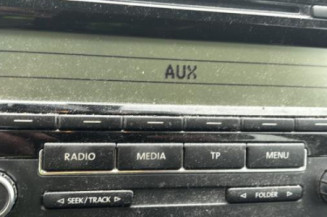 AUX
RADIO MEDIA TP MENU
◁ SEEK/TRACK ▷ ◁ FOLDER ▷